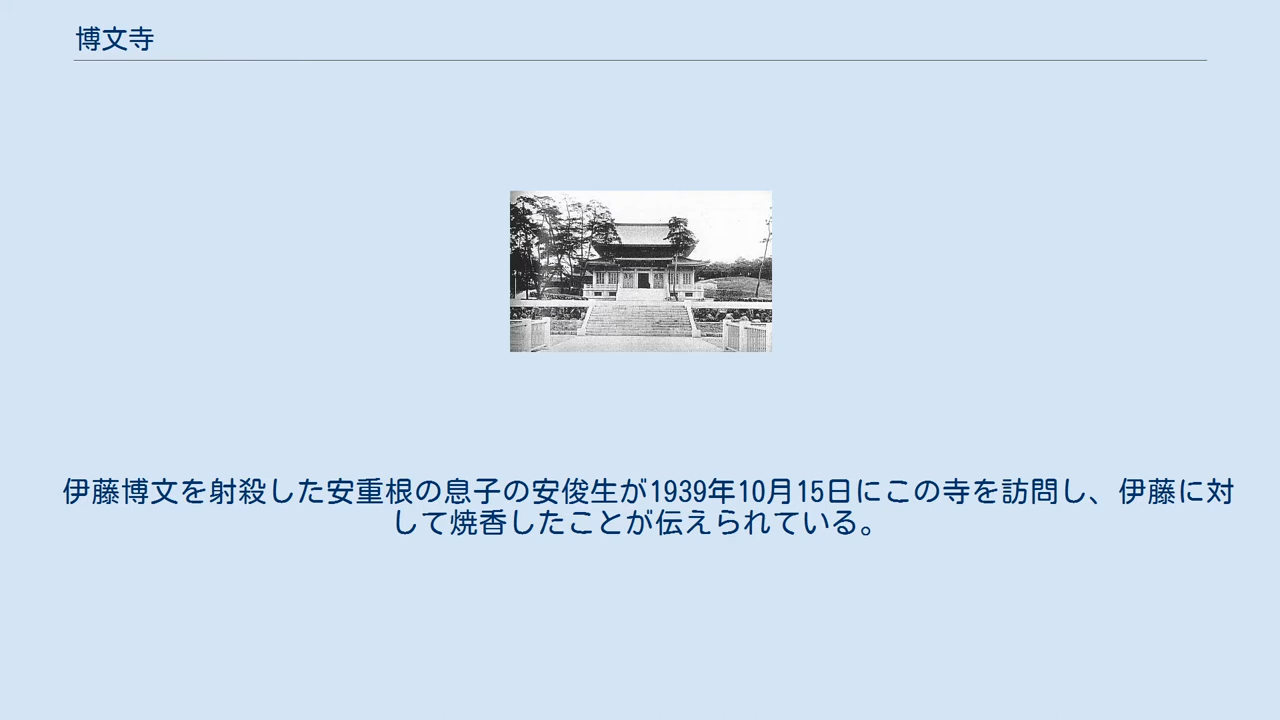 博文寺
伊藤博文を射殺した安重根の息子の安俊生が1939年10月15日にこの寺を訪問し、伊藤に対
して焼香したことが伝えられている。